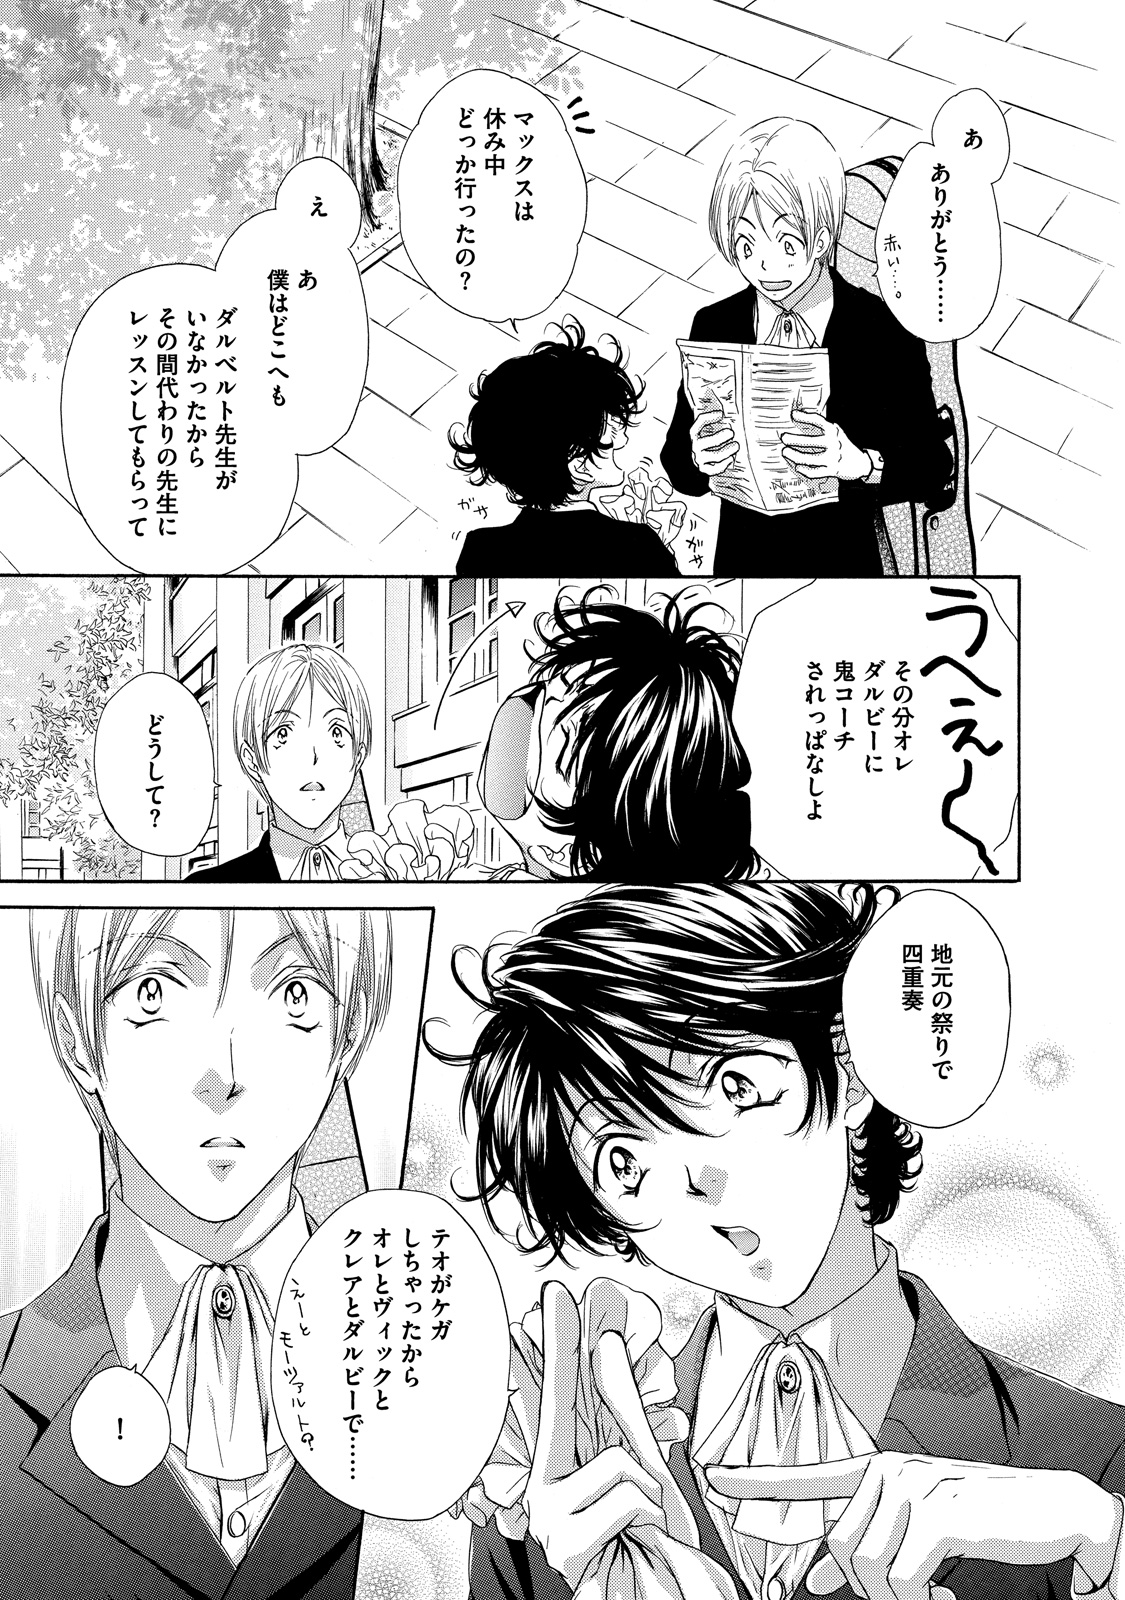 あ
ありがとう……
赤い…。
マックスは
休み中
どっか行ったの？
ガサ
ガサ
え
あ
僕はどこへも
ダルベルト先生が
いなかったから
その間代わりの先生に
レッスンしてもらって
うへぇ〜
その分オレ
ダルビーに
鬼コーチ
されっぱなしよ
どうして？
地元の祭りで
四重奏
テオがケガ
しちゃったから
オレとヴィックと
クレアとダルビーで……
えーと
モーツァルト？
！